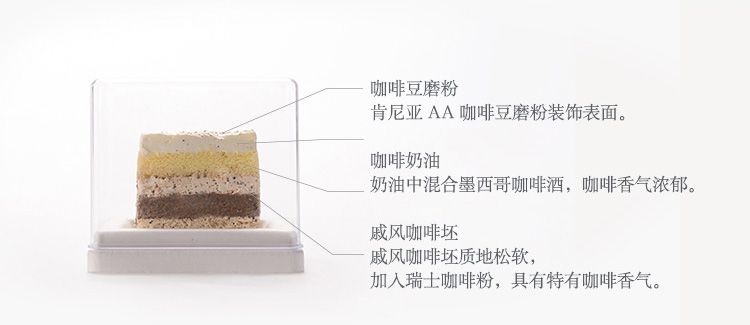 咖啡豆磨粉
肯尼亚 AA 咖啡豆磨粉装饰表面。
咖啡奶油
奶油中混合墨西哥咖啡酒，咖啡香气浓郁。
戚风咖啡坯
戚风咖啡坯质地松软，
加入瑞士咖啡粉，具有特有咖啡香气。